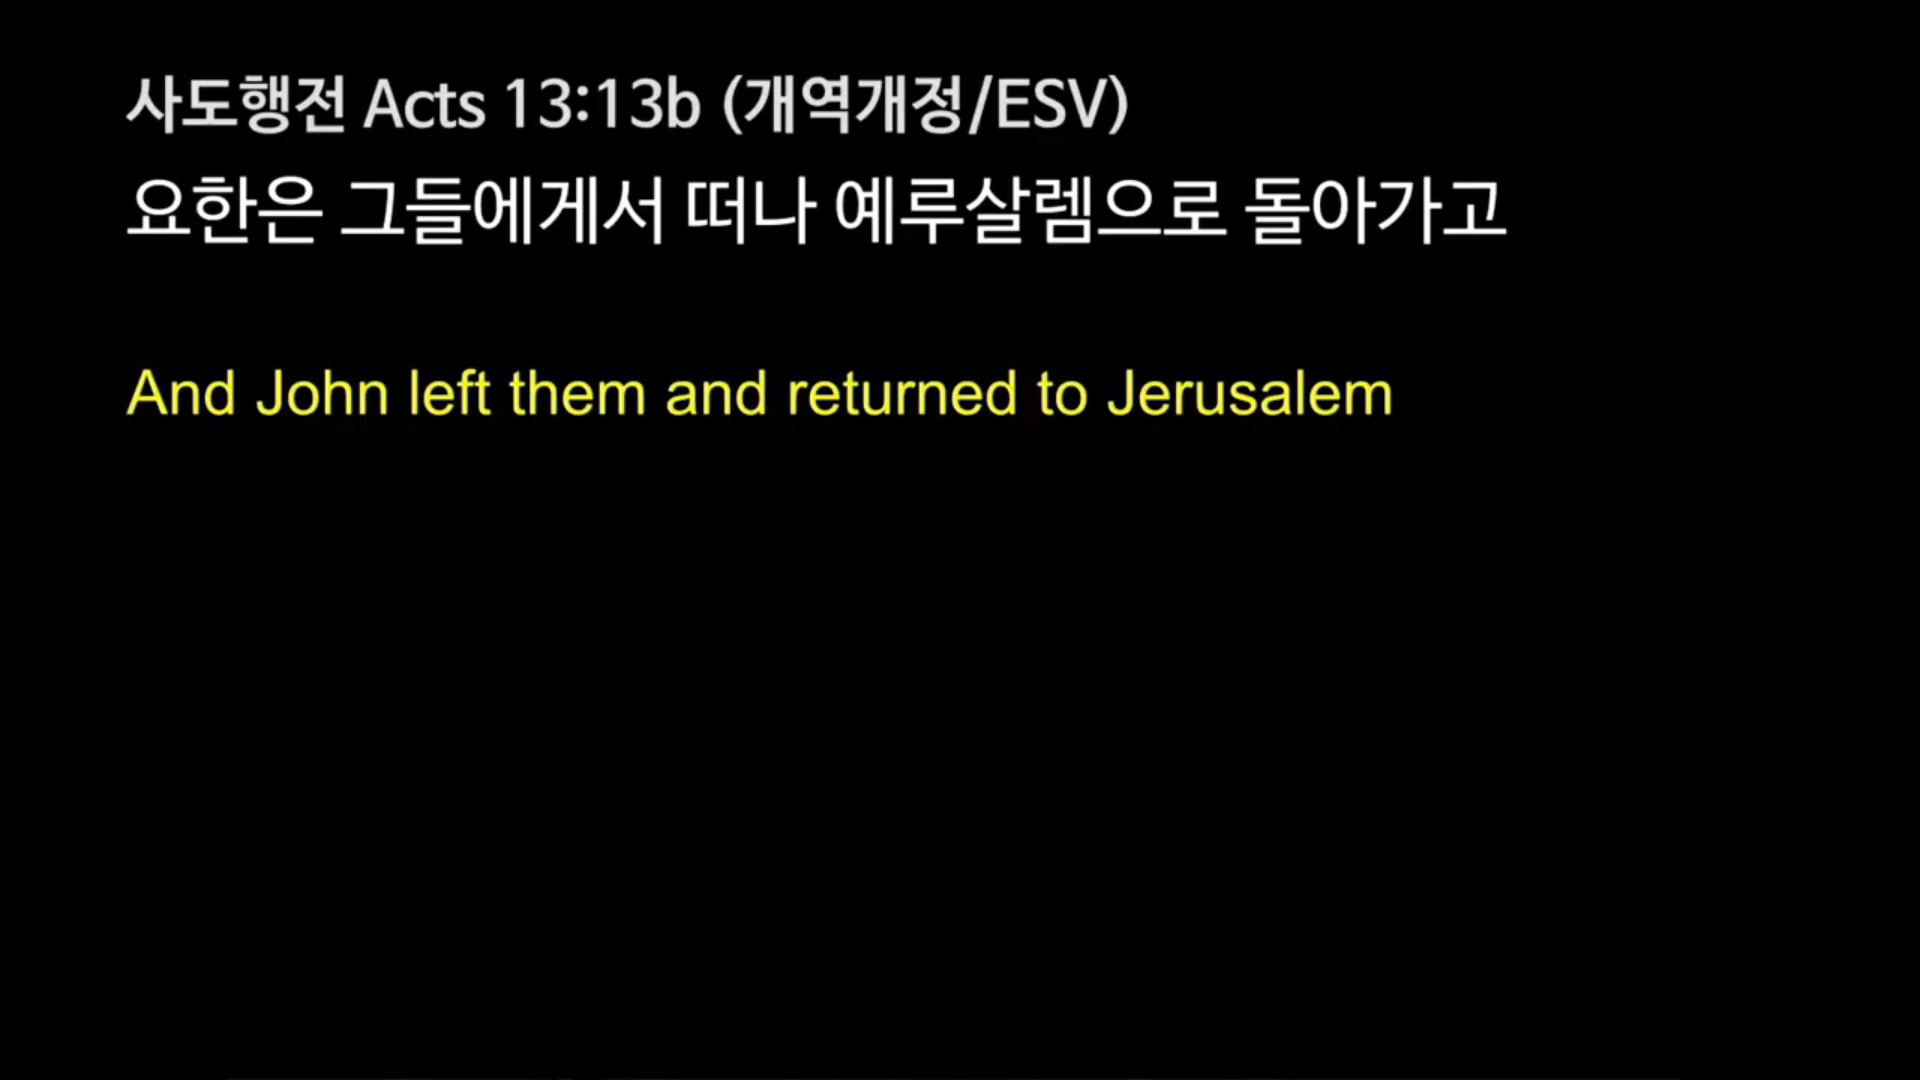 사도행전 Acts 13:13b (개역개정/ESV)
요한은 그들에게서 떠나 예루살렘으로 돌아가고
And John left them and returned to Jerusalem